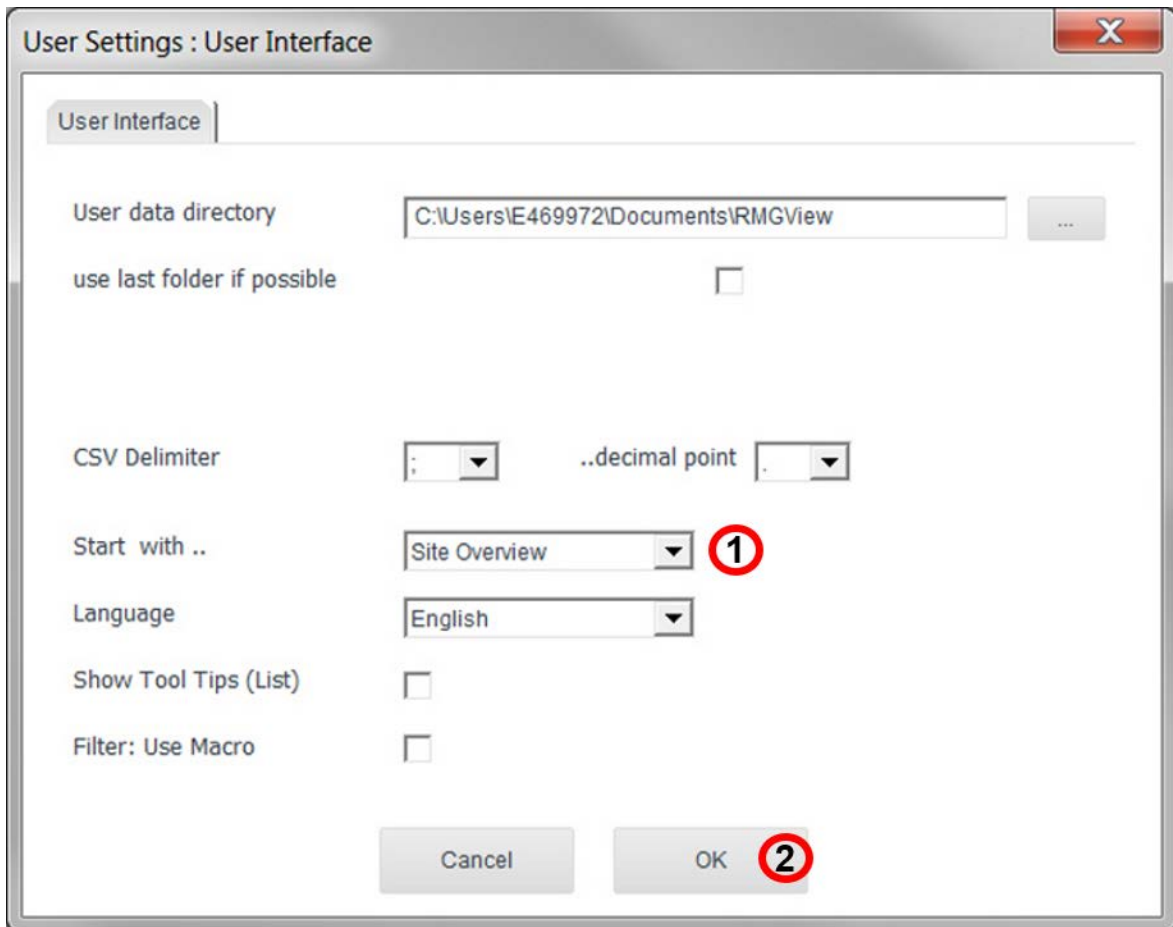 User Settings : User Interface
X
User Interface
User data directory C:\Users\E469972\Documents\RMGView ...
use last folder if possible
CSV Delimiter ; ..decimal point .
Start with .. Site Overview 1
Language English
Show Tool Tips (List)
Filter: Use Macro
Cancel OK 2